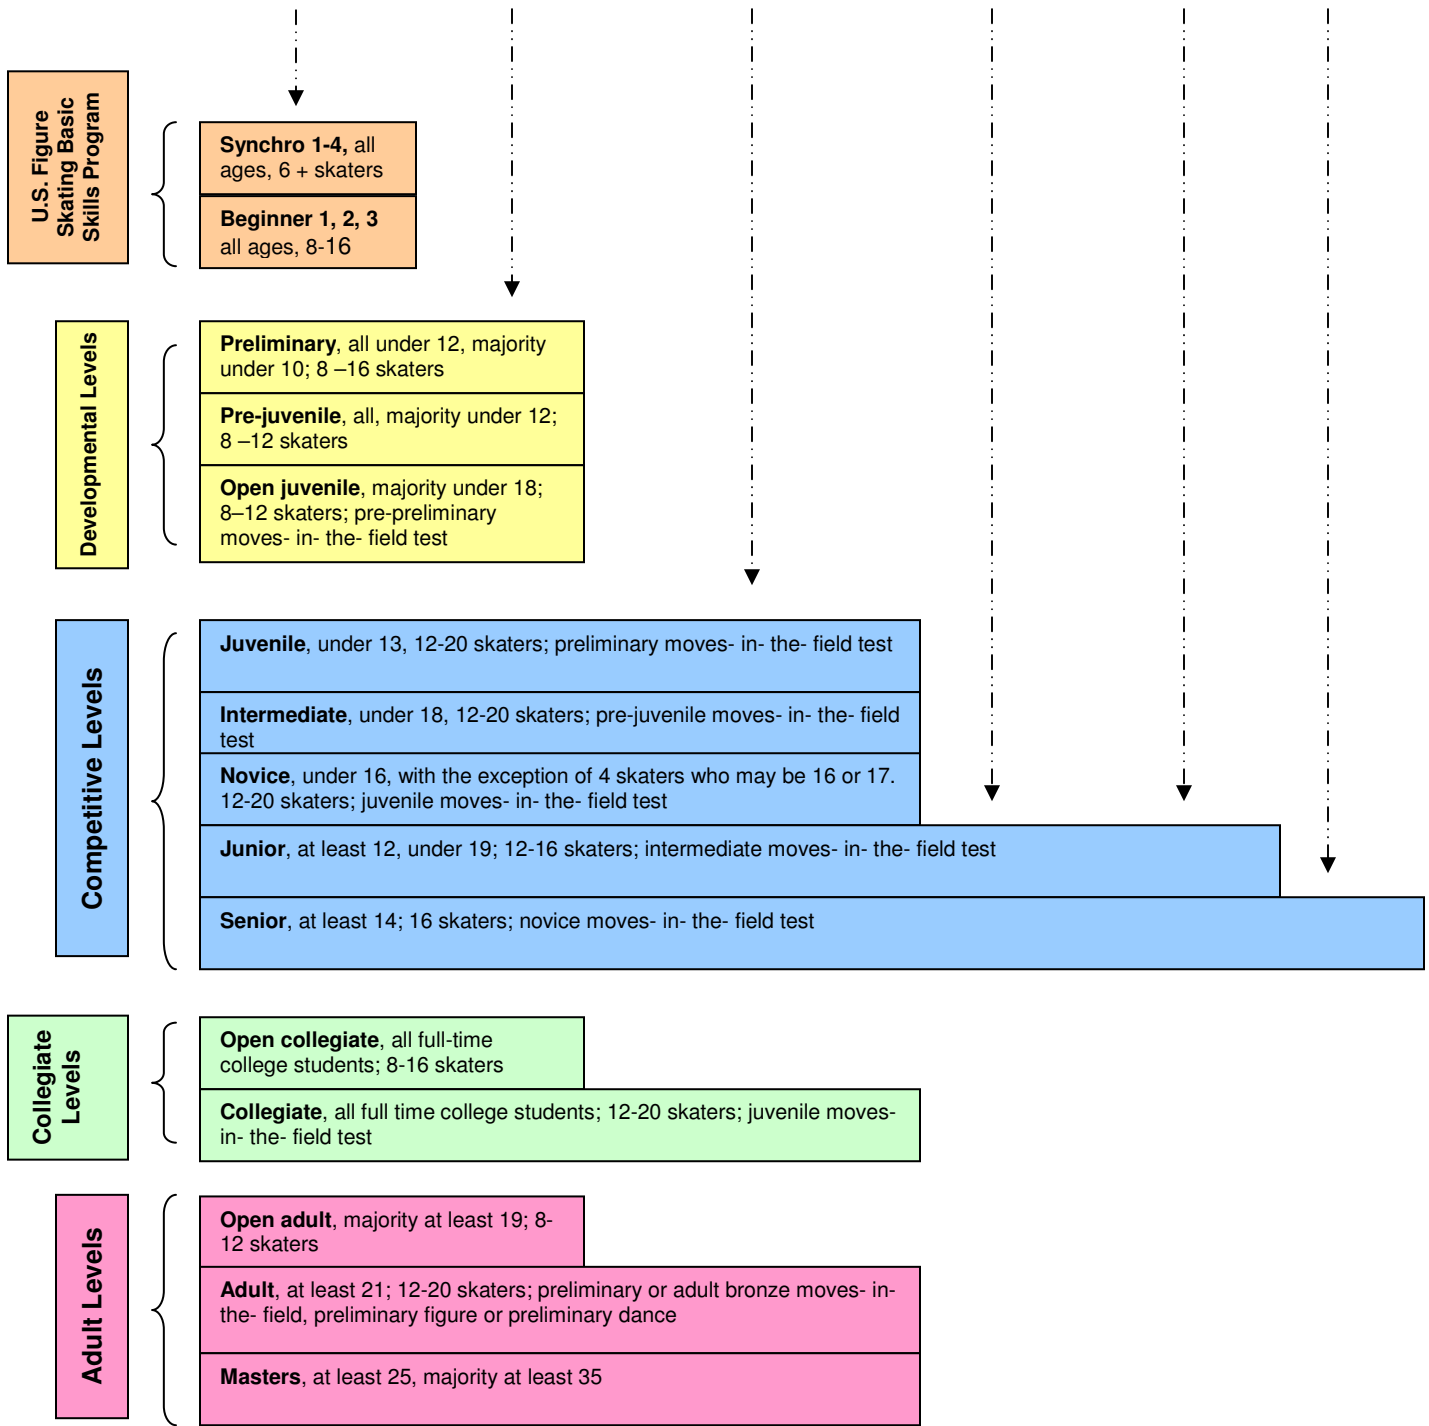 U.S. Figure
Skating Basic
Skills Program
Synchro 1-4, all
ages, 6 + skaters
Beginner 1, 2, 3
all ages, 8-16
Developmental Levels
Preliminary, all under 12, majority
under 10; 8 –16 skaters
Pre-juvenile, all, majority under 12;
8 –12 skaters
Open juvenile, majority under 18;
8–12 skaters; pre-preliminary
moves- in- the- field test
Competitive Levels
Juvenile, under 13, 12-20 skaters; preliminary moves- in- the- field test
Intermediate, under 18, 12-20 skaters; pre-juvenile moves- in- the- field
test
Novice, under 16, with the exception of 4 skaters who may be 16 or 17.
12-20 skaters; juvenile moves- in- the- field test
Junior, at least 12, under 19; 12-16 skaters; intermediate moves- in- the- field test
Senior, at least 14; 16 skaters; novice moves- in- the- field test
Collegiate
Levels
Open collegiate, all full-time
college students; 8-16 skaters
Collegiate, all full time college students; 12-20 skaters; juvenile moves-
in- the- field test
Adult Levels
Open adult, majority at least 19; 8-
12 skaters
Adult, at least 21; 12-20 skaters; preliminary or adult bronze moves- in-
the- field, preliminary figure or preliminary dance
Masters, at least 25, majority at least 35